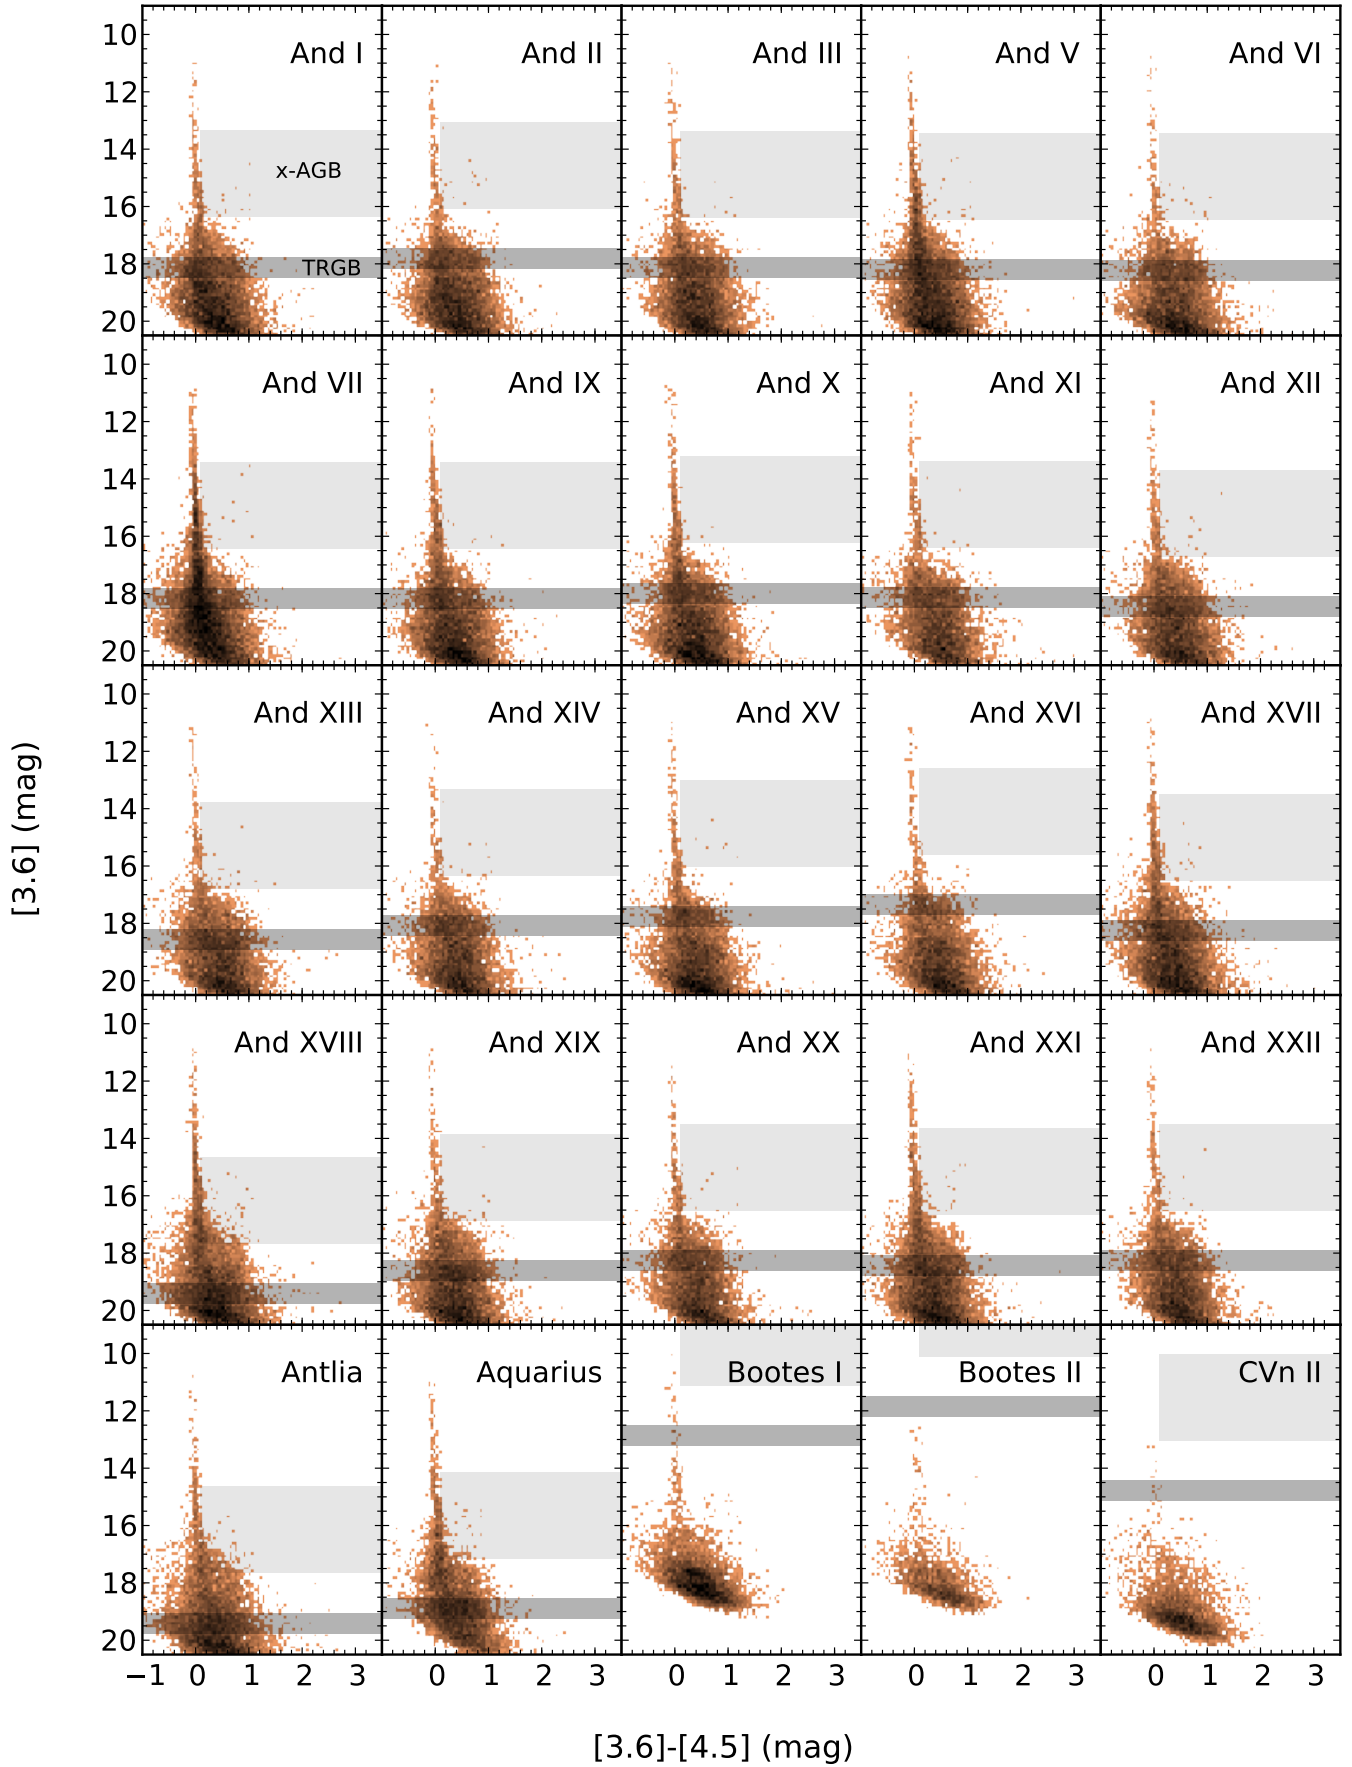 And I
And II
And III
And V
And VI
x-AGB
TRGB
10
12
14
16
18
20
And VII
And IX
And X
And XI
And XII
10
12
14
16
18
20
And XIII
And XIV
And XV
And XVI
And XVII
10
12
14
16
18
20
[3.6] (mag)
And XVIII
And XIX
And XX
And XXI
And XXII
10
12
14
16
18
20
Antlia
Aquarius
Bootes I
Bootes II
CVn II
10
12
14
16
18
20
−1 0 1 2 3
0 1 2 3
0 1 2 3
0 1 2 3
0 1 2 3
[3.6]-[4.5] (mag)